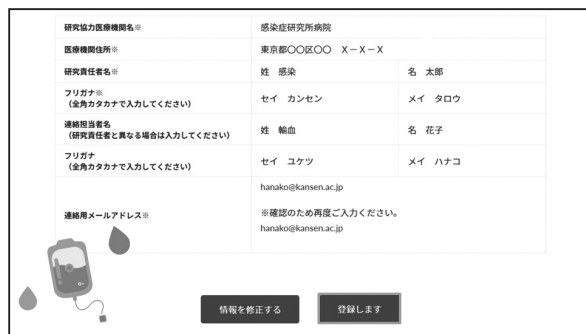 研究協力医療機関名※ 感染症研究所病院
医療機関住所※ 東京都〇〇区〇〇 X－X－X
研究責任者名※ 姓 感染 名 太郎
フリガナ※
（全角カタカナで入力してください） セイ カンセン メイ タロウ
連絡担当者名
（研究責任者と異なる場合は入力してください） 姓 輸血 名 花子
フリガナ
（全角カタカナで入力してください） セイ ユケツ メイ ハナコ
連絡用メールアドレス※
hanako@kansen.ac.jp
※確認のため再度ご入力ください。
hanako@kansen.ac.jp
情報を修正する 登録します